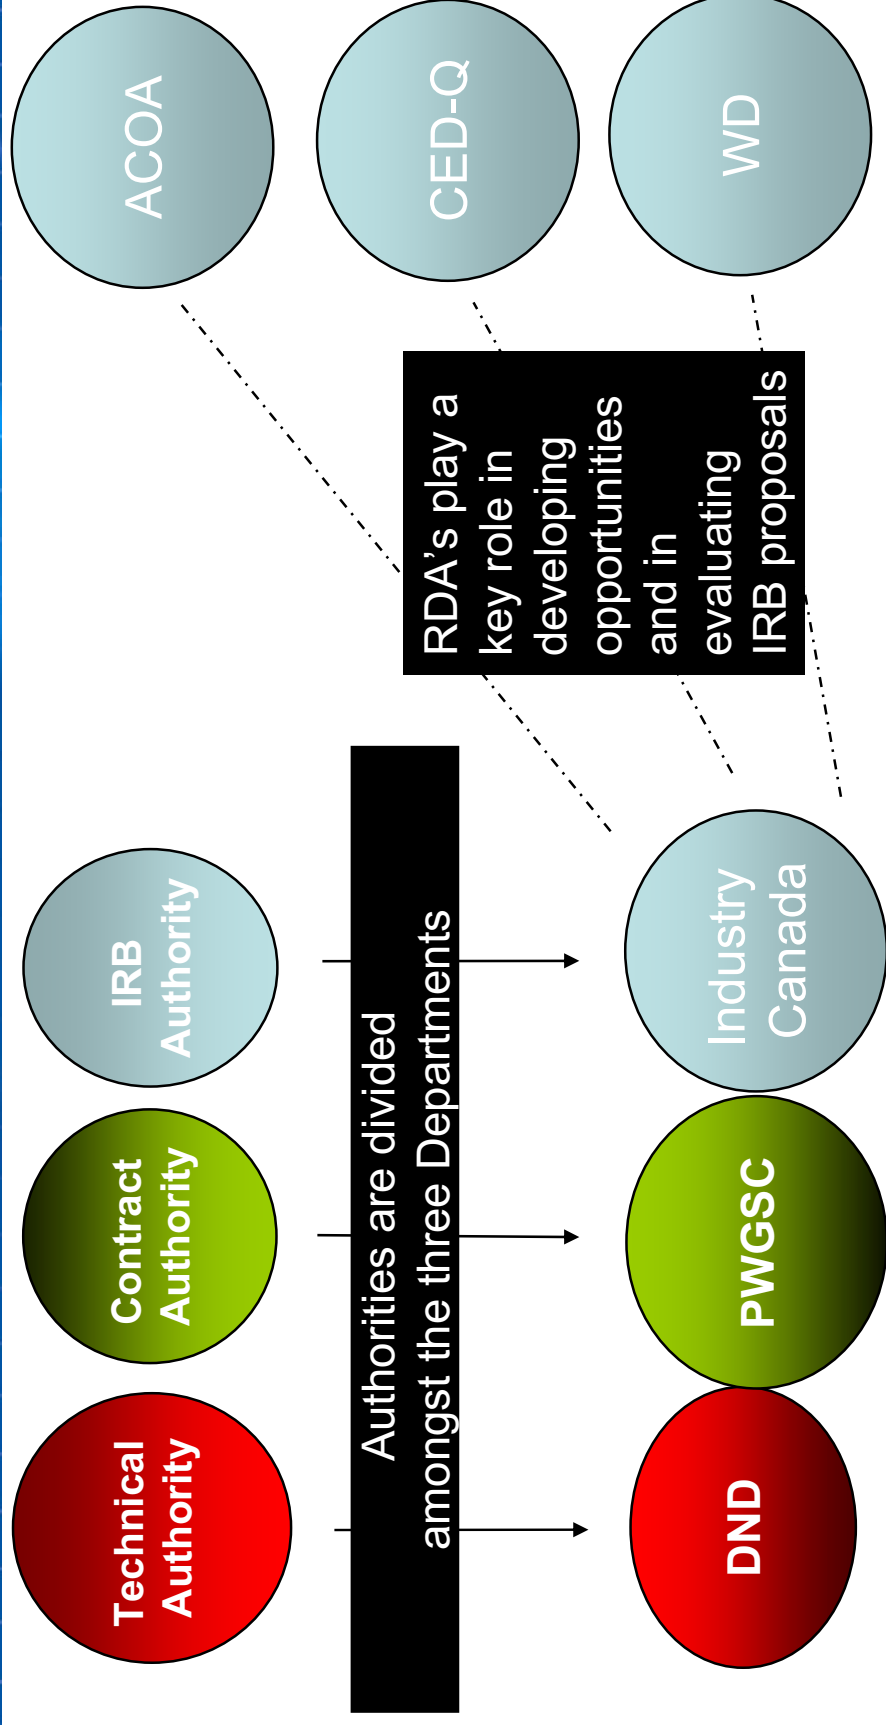 Technical
Authority
Contract
Authority
IRB
Authority
ACOA
Authorities are divided
amongst the three Departments
RDA's play a
key role in
developing
opportunities
and in
evaluating
IRB proposals
CED-Q
DND
PWGSC
Industry
Canada
WD